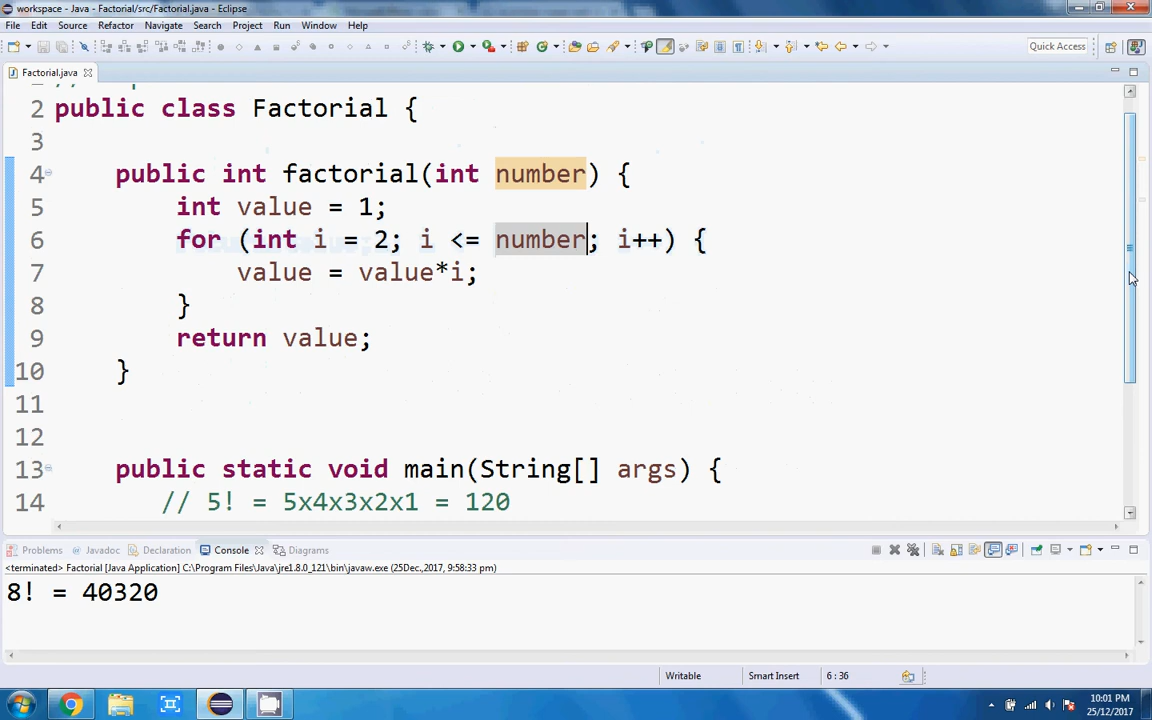 workspace - Java - Factorial/src/Factorial.java - Eclipse
File Edit Source Refactor Navigate Search Project Run Window Help
Quick Access
Factorial.java
2 public class Factorial {
3
4 public int factorial(int number) {
5 int value = 1;
6 for (int i = 2; i <= number; i++) {
7 value = value*i;
8 }
9 return value;
10 }
11
12
13 public static void main(String[] args) {
14 // 5! = 5x4x3x2x1 = 120
Problems Javadoc Declaration Console Diagrams
<terminated> Factorial [Java Application] C:\Program Files\Java\jre1.8.0_121\bin\javaw.exe (25Dec,2017, 9:58:33 pm)
8! = 40320
Writable Smart Insert 6 : 36
10:01 PM
25/12/2017